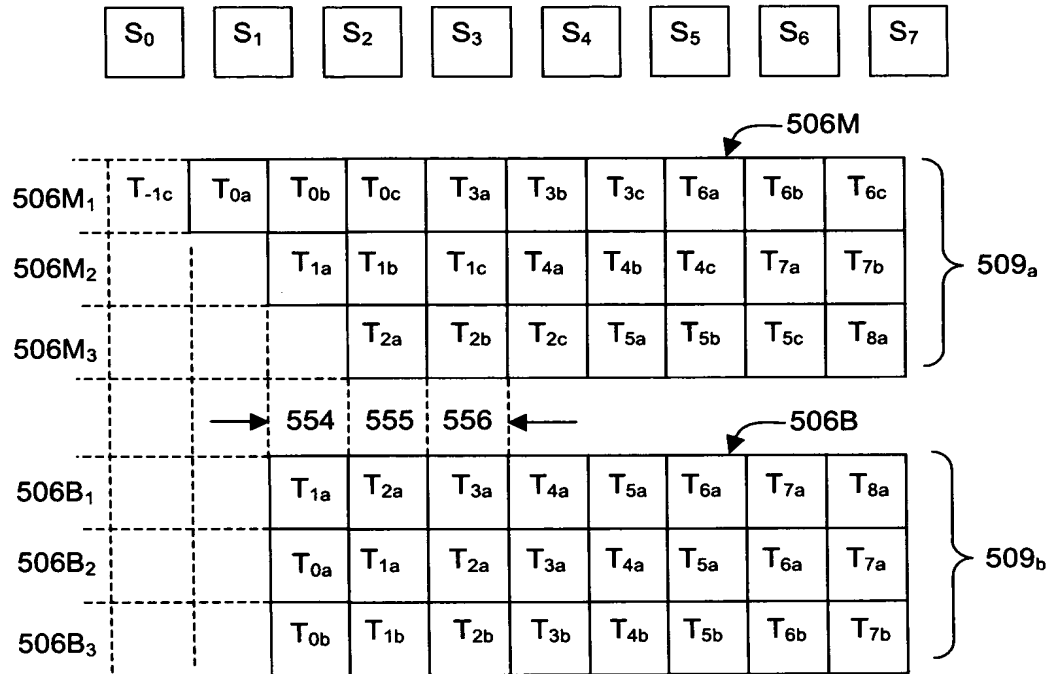 S₀ S₁ S₂ S₃ S₄ S₅ S₆ S₇
506M
506M₁ T₋₁c T₀a T₀b T₀c T₃a T₃b T₃c T₆a T₆b T₆c
506M₂ T₁a T₁b T₁c T₄a T₄b T₄c T₇a T₇b 509ₐ
506M₃ T₂a T₂b T₂c T₅a T₅b T₅c T₈a
554 555 556
506B
506B₁ T₁a T₂a T₃a T₄a T₅a T₆a T₇a T₈a
506B₂ T₀a T₁a T₂a T₃a T₄a T₅a T₆a T₇a 509b
506B₃ T₀b T₁b T₂b T₃b T₄b T₅b T₆b T₇b